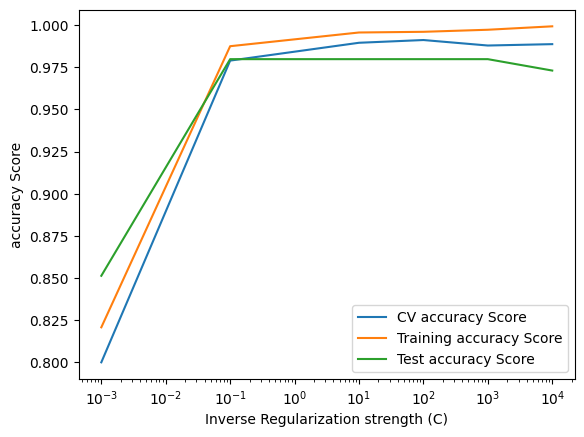 1.000
0.975
0.950
0.925
0.900
0.875
0.850
0.825
0.800
accuracy Score
CV accuracy Score
Training accuracy Score
Test accuracy Score
10⁻³ 10⁻² 10⁻¹ 10⁰ 10¹ 10² 10³ 10⁴
Inverse Regularization strength (C)